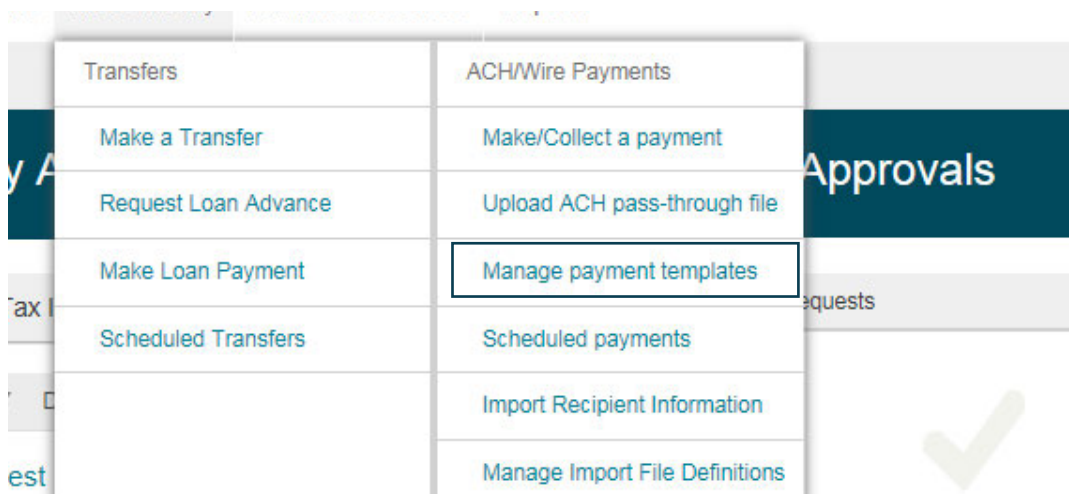 Transfers
Make a Transfer
Request Loan Advance
Make Loan Payment
Scheduled Transfers
ACH/Wire Payments
Make/Collect a payment
Upload ACH pass-through file
Manage payment templates
Scheduled payments
Import Recipient Information
Manage Import File Definitions
y A
Approvals
Tax I
equests
D
est